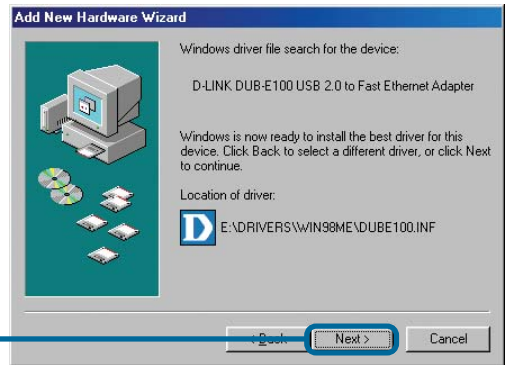 Add New Hardware Wizard
Windows driver file search for the device:
D-LINK DUB-E100 USB 2.0 to Fast Ethernet Adapter
Windows is now ready to install the best driver for this
device. Click Back to select a different driver, or click Next
to continue.
Location of driver:
E:\DRIVERS\WIN98ME\DUBE100.INF
< Back Next > Cancel